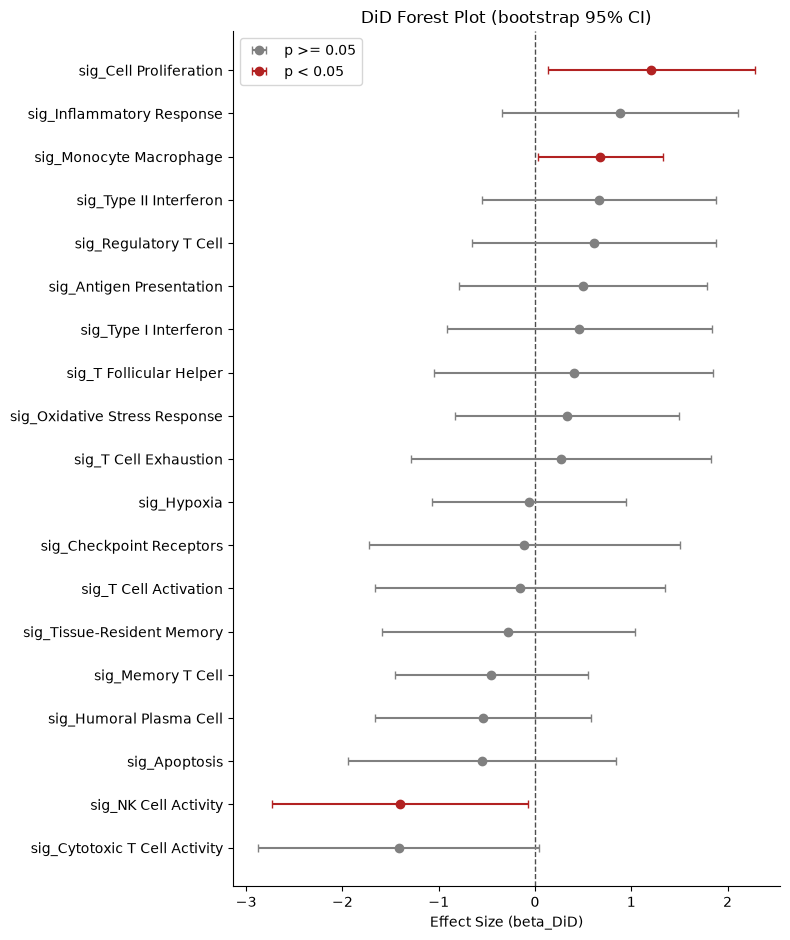 DiD Forest Plot (bootstrap 95% CI)
p >= 0.05
p < 0.05
sig_Cell Proliferation
sig_Inflammatory Response
sig_Monocyte Macrophage
sig_Type II Interferon
sig_Regulatory T Cell
sig_Antigen Presentation
sig_Type I Interferon
sig_T Follicular Helper
sig_Oxidative Stress Response
sig_T Cell Exhaustion
sig_Hypoxia
sig_Checkpoint Receptors
sig_T Cell Activation
sig_Tissue-Resident Memory
sig_Memory T Cell
sig_Humoral Plasma Cell
sig_Apoptosis
sig_NK Cell Activity
sig_Cytotoxic T Cell Activity
−3 −2 −1 0 1 2
Effect Size (beta_DiD)